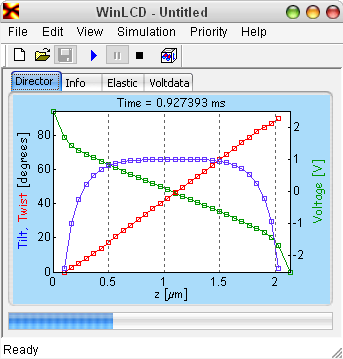 WinLCD - Untitled
File Edit View Simulation Priority Help
Director Info Elastic Voltdata
Time = 0.927393 ms
Tilt, Twist [degrees]
80
60
40
20
0
2
1
0
-1
-2
Voltage [V]
0 0.5 1 1.5 2
z [μm]
Ready